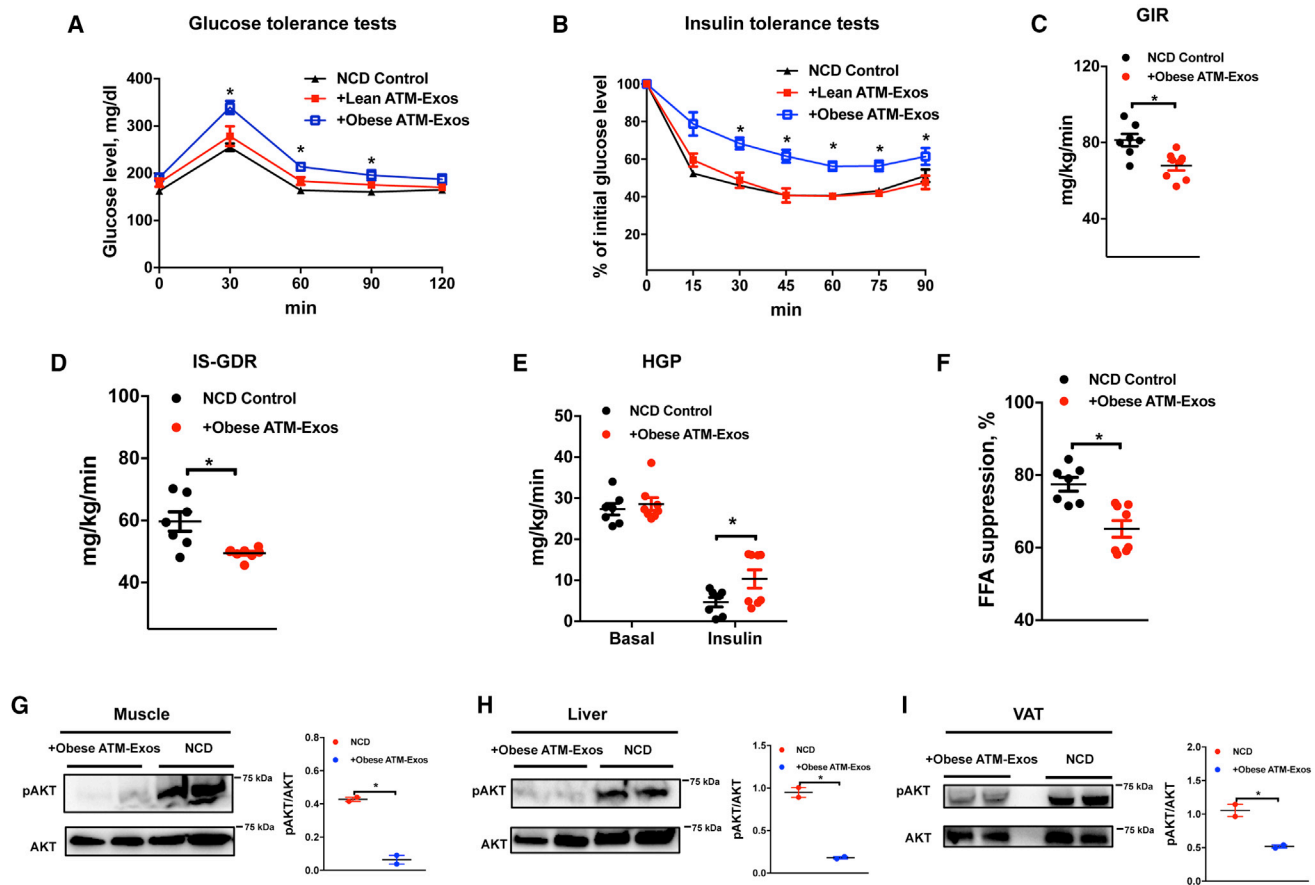 A
Glucose tolerance tests
NCD Control
+Lean ATM-Exos
+Obese ATM-Exos
Glucose level, mg/dl
400
300
200
100
0
*
*
*
0 30 60 90 120
min
B
Insulin tolerance tests
NCD Control
+Lean ATM-Exos
+Obese ATM-Exos
% of initial glucose level
100
80
60
40
20
* * * * *
0 15 30 45 60 75 90
min
C
GIR
NCD Control
+Obese ATM-Exos
mg/kg/min
120
80
40
*
D
IS-GDR
NCD Control
+Obese ATM-Exos
mg/kg/min
100
80
60
40
*
E
HGP
NCD Control
+Obese ATM-Exos
mg/kg/min
50
40
30
20
10
0
*
Basal Insulin
F
NCD Control
+Obese ATM-Exos
FFA suppression, %
100
80
60
40
*
G
Muscle
+Obese ATM-Exos NCD
75 kDa
pAKT
75 kDa
AKT
NCD
+Obese ATM-Exos
pAKT/AKT
0.8
0.6
0.4
0.2
0.0
*
H
Liver
+Obese ATM-Exos NCD
75 kDa
pAKT
75 kDa
AKT
NCD
+Obese ATM-Exos
pAKT/AKT
1.5
1.0
0.5
0.0
*
I
VAT
+Obese ATM-Exos NCD
75 kDa
pAKT
75 kDa
AKT
NCD
+Obese ATM-Exos
pAKT/AKT
2.0
1.5
1.0
0.5
0.0
*